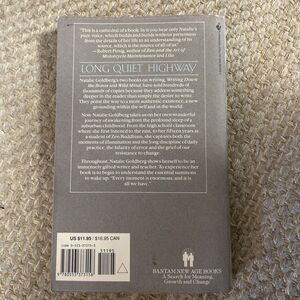 "This is a cathedral of a book. In it you hear only Natalie's
pure voice, which builds and builds without pretension
from the details of her life to an understanding of its
source, which is the source of all of us."
—Robert Pirsig, author of Zen and the Art of
Motorcycle Maintenance and Lila
LONG QUIET HIGHWAY
Natalie Goldberg's two books on writing, Writing Down
the Bones and Wild Mind, have sold hundreds of
thousands of copies because they address something
deeper in the reader than simply the desire to write.
They point the way to a more authentic existence, a new
grounding within the self and in the world.
Now Natalie Goldberg takes us on her own wonderful
journey of awakening from the profound sleep of a
suburban childhood. From the high school classroom
where she first listened to the rain, to her fifteen years as
a student of Zen Buddhism, she captures both the
moments of illumination and the long discipline of daily
practice, the hilarity of error and the grief of our
resistance to change.
Throughout, Natalie Goldberg shows herself to be an
immensely gifted writer and teacher. To experience
her book is to begin to understand the essential summons
to wake up. "Every moment is enormous, and it is
all we have."
US $11.95 / $16.95 CAN
51195
BANTAM NEW AGE BOOKS
A Search for Meaning,
Growth and Change